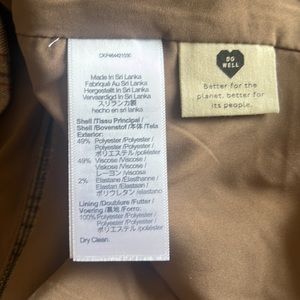 CKP464421530
Made In Sri Lanka
Fabriqué Au Sri Lanka
Hergestellt in Sri Lanka
Vervaardigd in Sri Lanka
スリランカ製
hecho en sri lanka
Shell /Tissu Principal /
Shell /Bovenstof /本体 /Tela
Exterior:
49% Polyester /Polyester /
Polyester /Polyester /
ポリエステル /poliéster
49% Viscose /Viscose /
Viskose /Viscose /
レーヨン /viscosa
2% Elastane /Elasthanne /
Elastan /Elastaan /
ポリウレタン /elastano
Lining /Doublure /Futter /
Voering /裏地 /Forro:
100% Polyester /Polyester /
Polyester /Polyester /
ポリエステル /poliéster
Dry Clean.
DO
WELL
Better for the
planet, better for
its people.